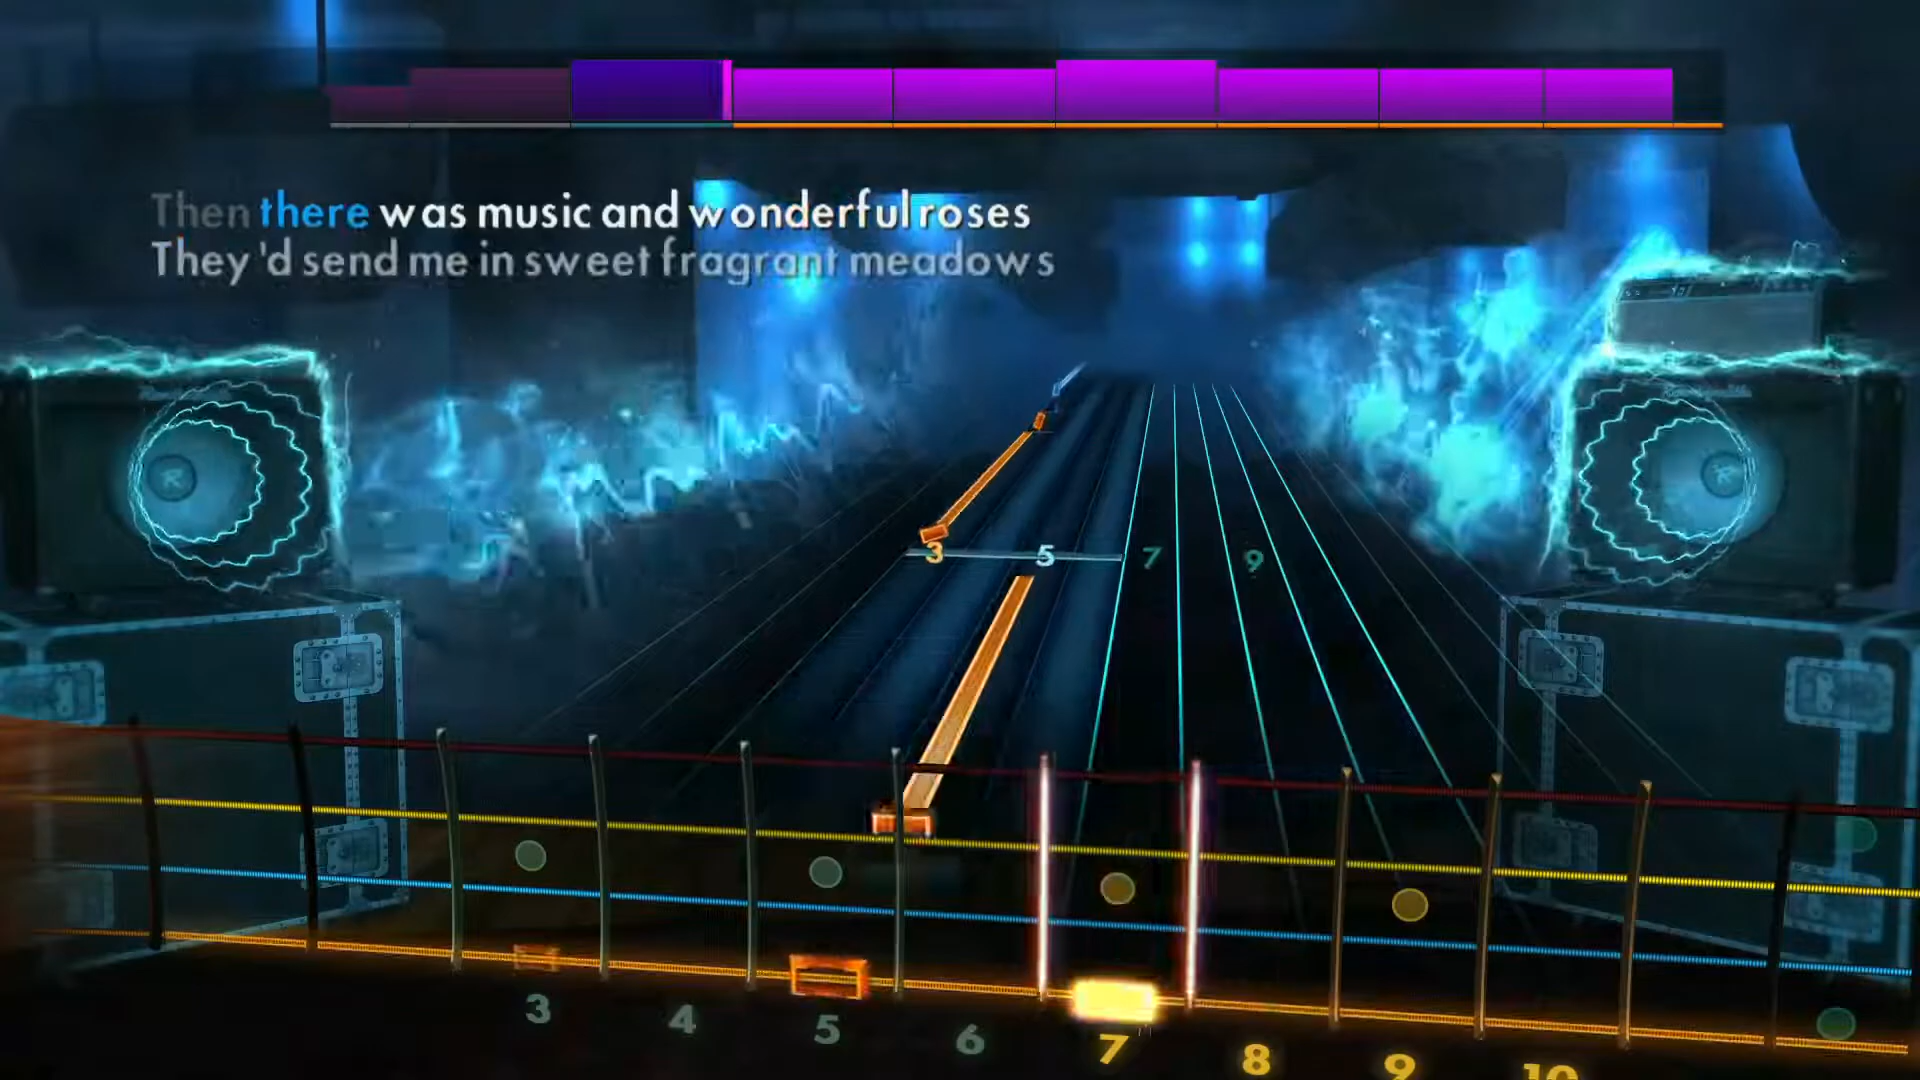 Then there was music and wonderful roses
They 'd send me in sweet fragrant meadows
3 5 7 9
3 4 5 6 7 8 9 10